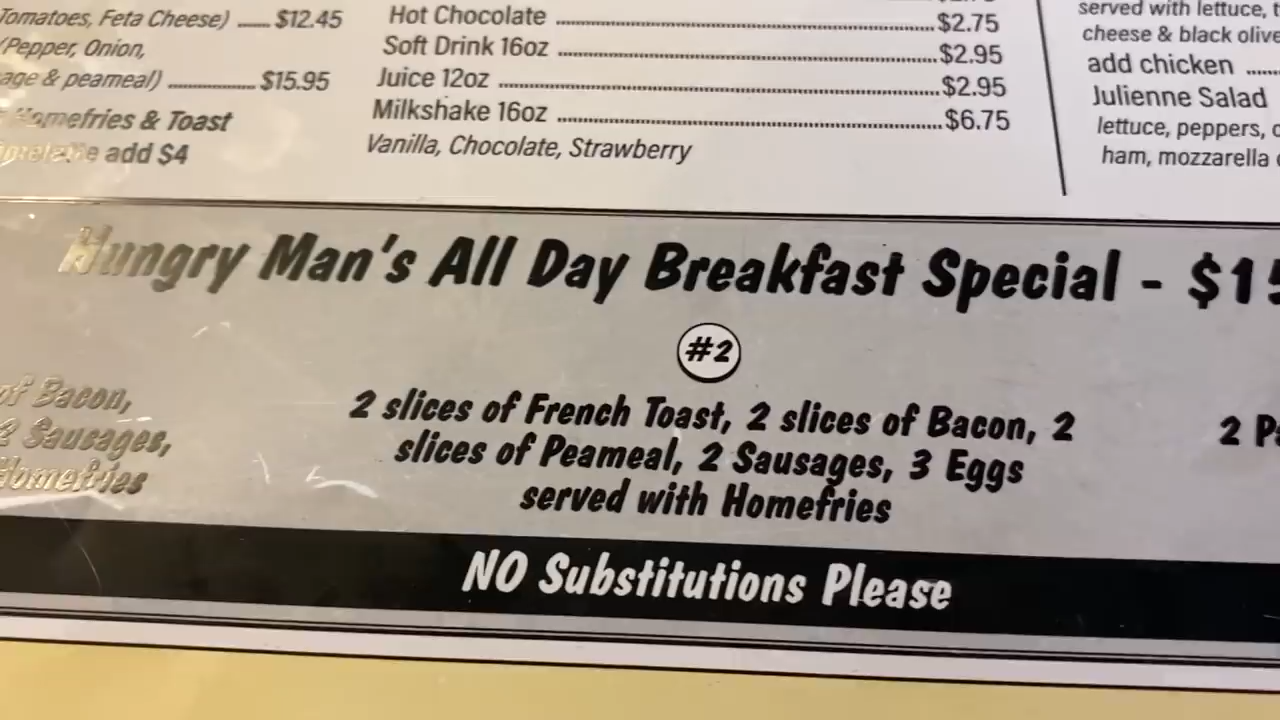 Tomatoes, Feta Cheese) ..... $12.45
(Pepper, Onion,
age & peameal) ............... $15.95
Homefries & Toast
add $4
Hot Chocolate ..... $2.75
Soft Drink 16oz ..... $2.95
Juice 12oz ..... $2.95
Milkshake 16oz ..... $6.75
Vanilla, Chocolate, Strawberry
served with lettuce,
cheese & black olive
add chicken .....
Julienne Salad
lettuce, peppers,
ham, mozzarella
Hungry Man's All Day Breakfast Special - $15
of Bacon,
2 Sausages,
Homefries
#2
2 slices of French Toast, 2 slices of Bacon, 2
slices of Peameal, 2 Sausages, 3 Eggs
served with Homefries
2
NO Substitutions Please